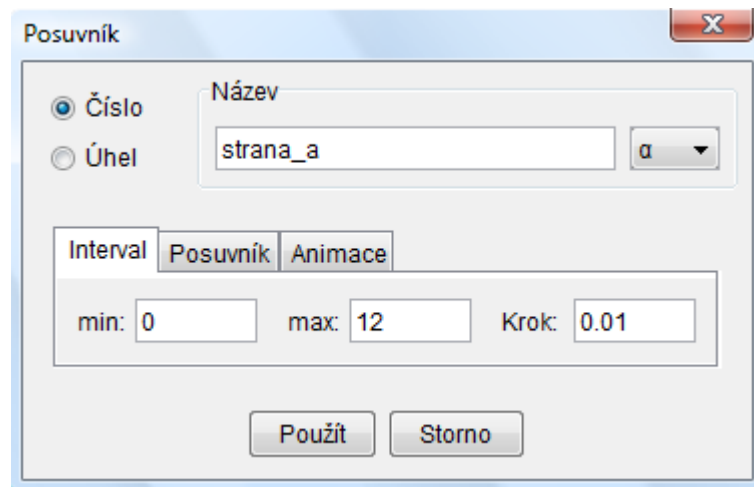 Posuvník
Číslo
Úhel
Název
strana_a
α
Interval Posuvník Animace
min: 0 max: 12 Krok: 0.01
Použít Storno